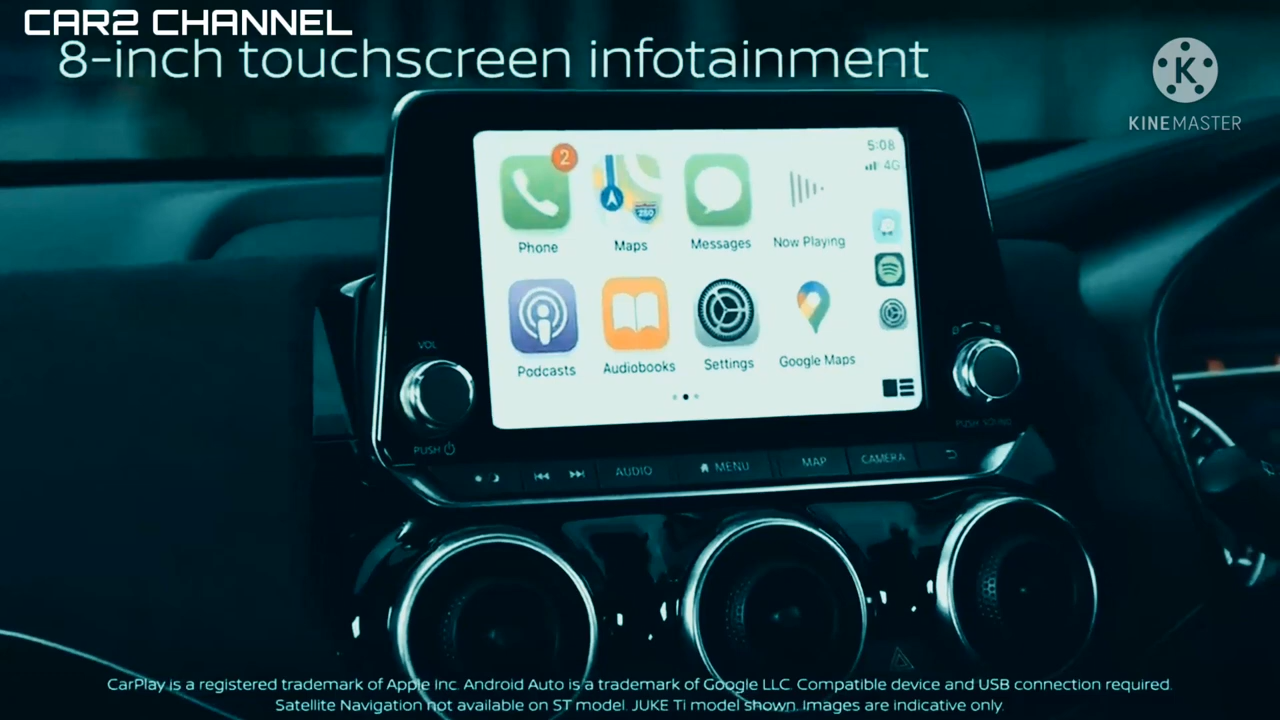 CAR2 CHANNEL
8-inch touchscreen infotainment
K
KINEMASTER
5:08
4G
2
280
Phone
Maps
Messages
Now Playing
Podcasts
Audiobooks
Settings
Google Maps
VOL
PUSH
PUSH SOUND
AUDIO
MENU
MAP
CAMERA
CarPlay is a registered trademark of Apple Inc. Android Auto is a trademark of Google LLC. Compatible device and USB connection required.
Satellite Navigation not available on ST model. JUKE Ti model shown. Images are indicative only.